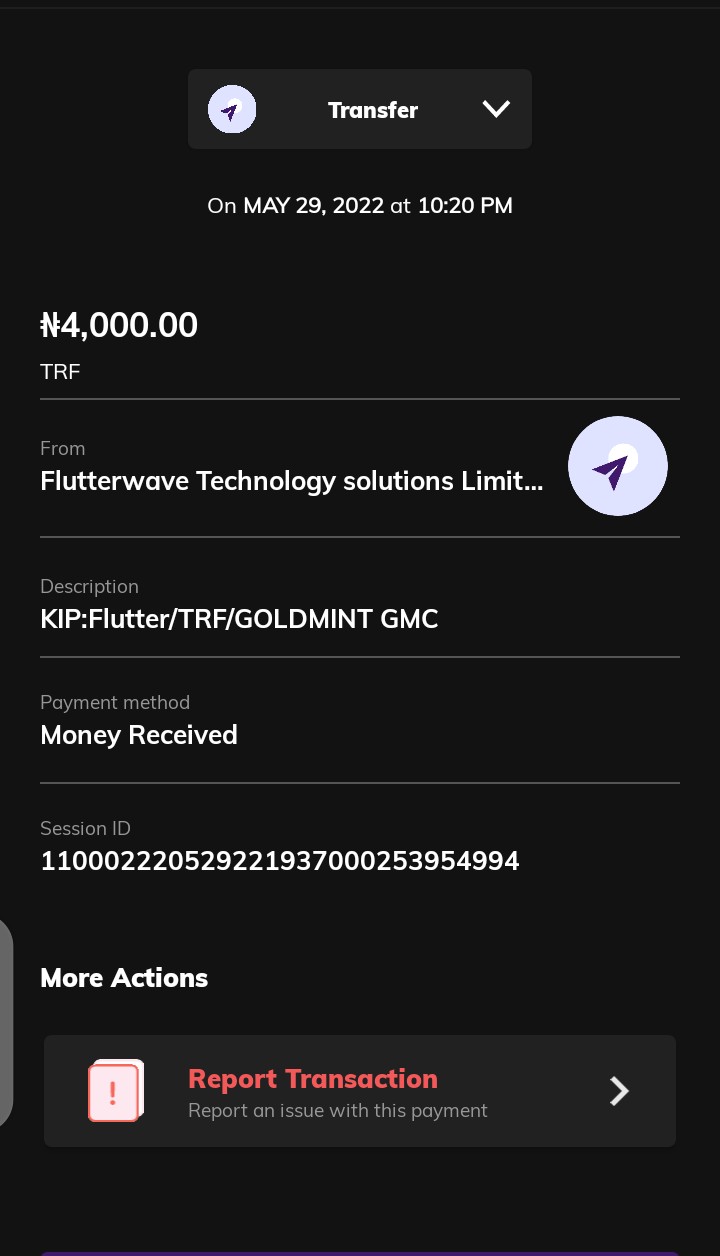 Transfer
On MAY 29, 2022 at 10:20 PM
₦4,000.00
TRF
From
Flutterwave Technology solutions Limit...
Description
KIP:Flutter/TRF/GOLDMINT GMC
Payment method
Money Received
Session ID
110002220529221937000253954994
More Actions
Report Transaction
Report an issue with this payment